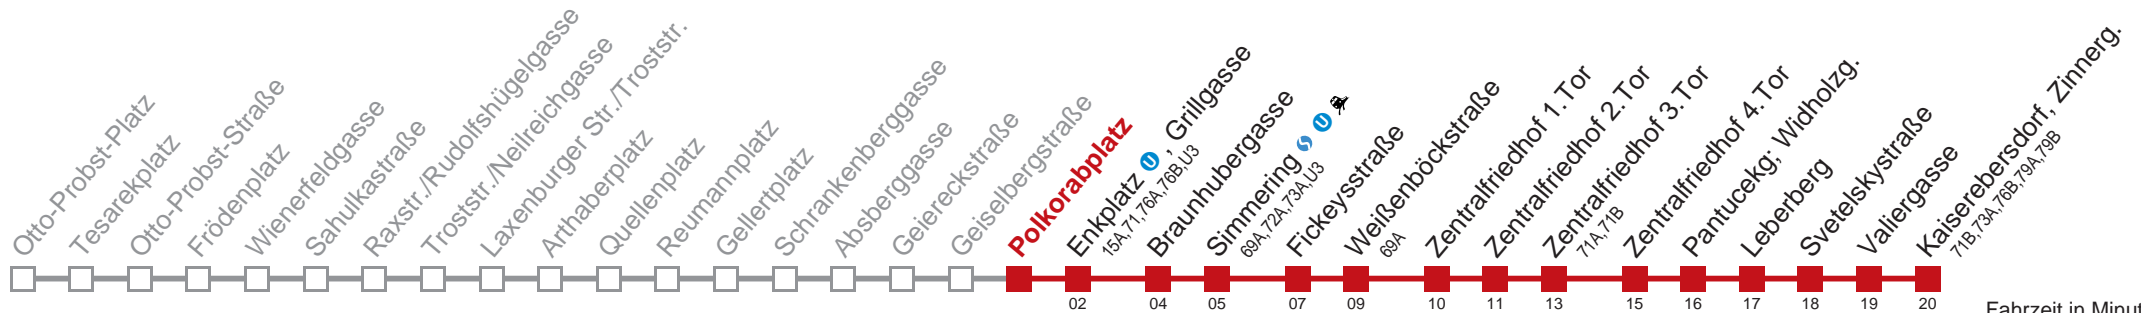 Otto-Probst-Platz
Tesarekplatz
Otto-Probst-Straße
Frödenplatz
Wienerfeldgasse
Sahulkastraße
Raxstr./Rudolfshügelgasse
Troststr./Neilreichgasse
Laxenburger Str./Troststr.
Arthaberplatz
Quellenplatz
Reumannplatz
Gellertplatz
Schrankenberggasse
Absberggasse
Geiereckstraße
Geiselbergstraße
Polkorabplatz
Enkplatz U , Grillgasse
15A,71,76A,76B,U3
Braunhubergasse
Simmering S U
69A,72A,73A,U3
Fickeysstraße
Weißenböckstraße
69A
Zentralfriedhof 1.Tor
Zentralfriedhof 2.Tor
Zentralfriedhof 3.Tor
71A,71B
Zentralfriedhof 4.Tor
Pantucekg; Widholzg.
Leberberg
Svetelskystraße
Valiergasse
Kaiserebersdorf, Zinnerg.
71B,73A,76B,79A,79B
02 04 05 07 09 10 11 13 15 16 17 18 19 20
Fahrzeit in Minut